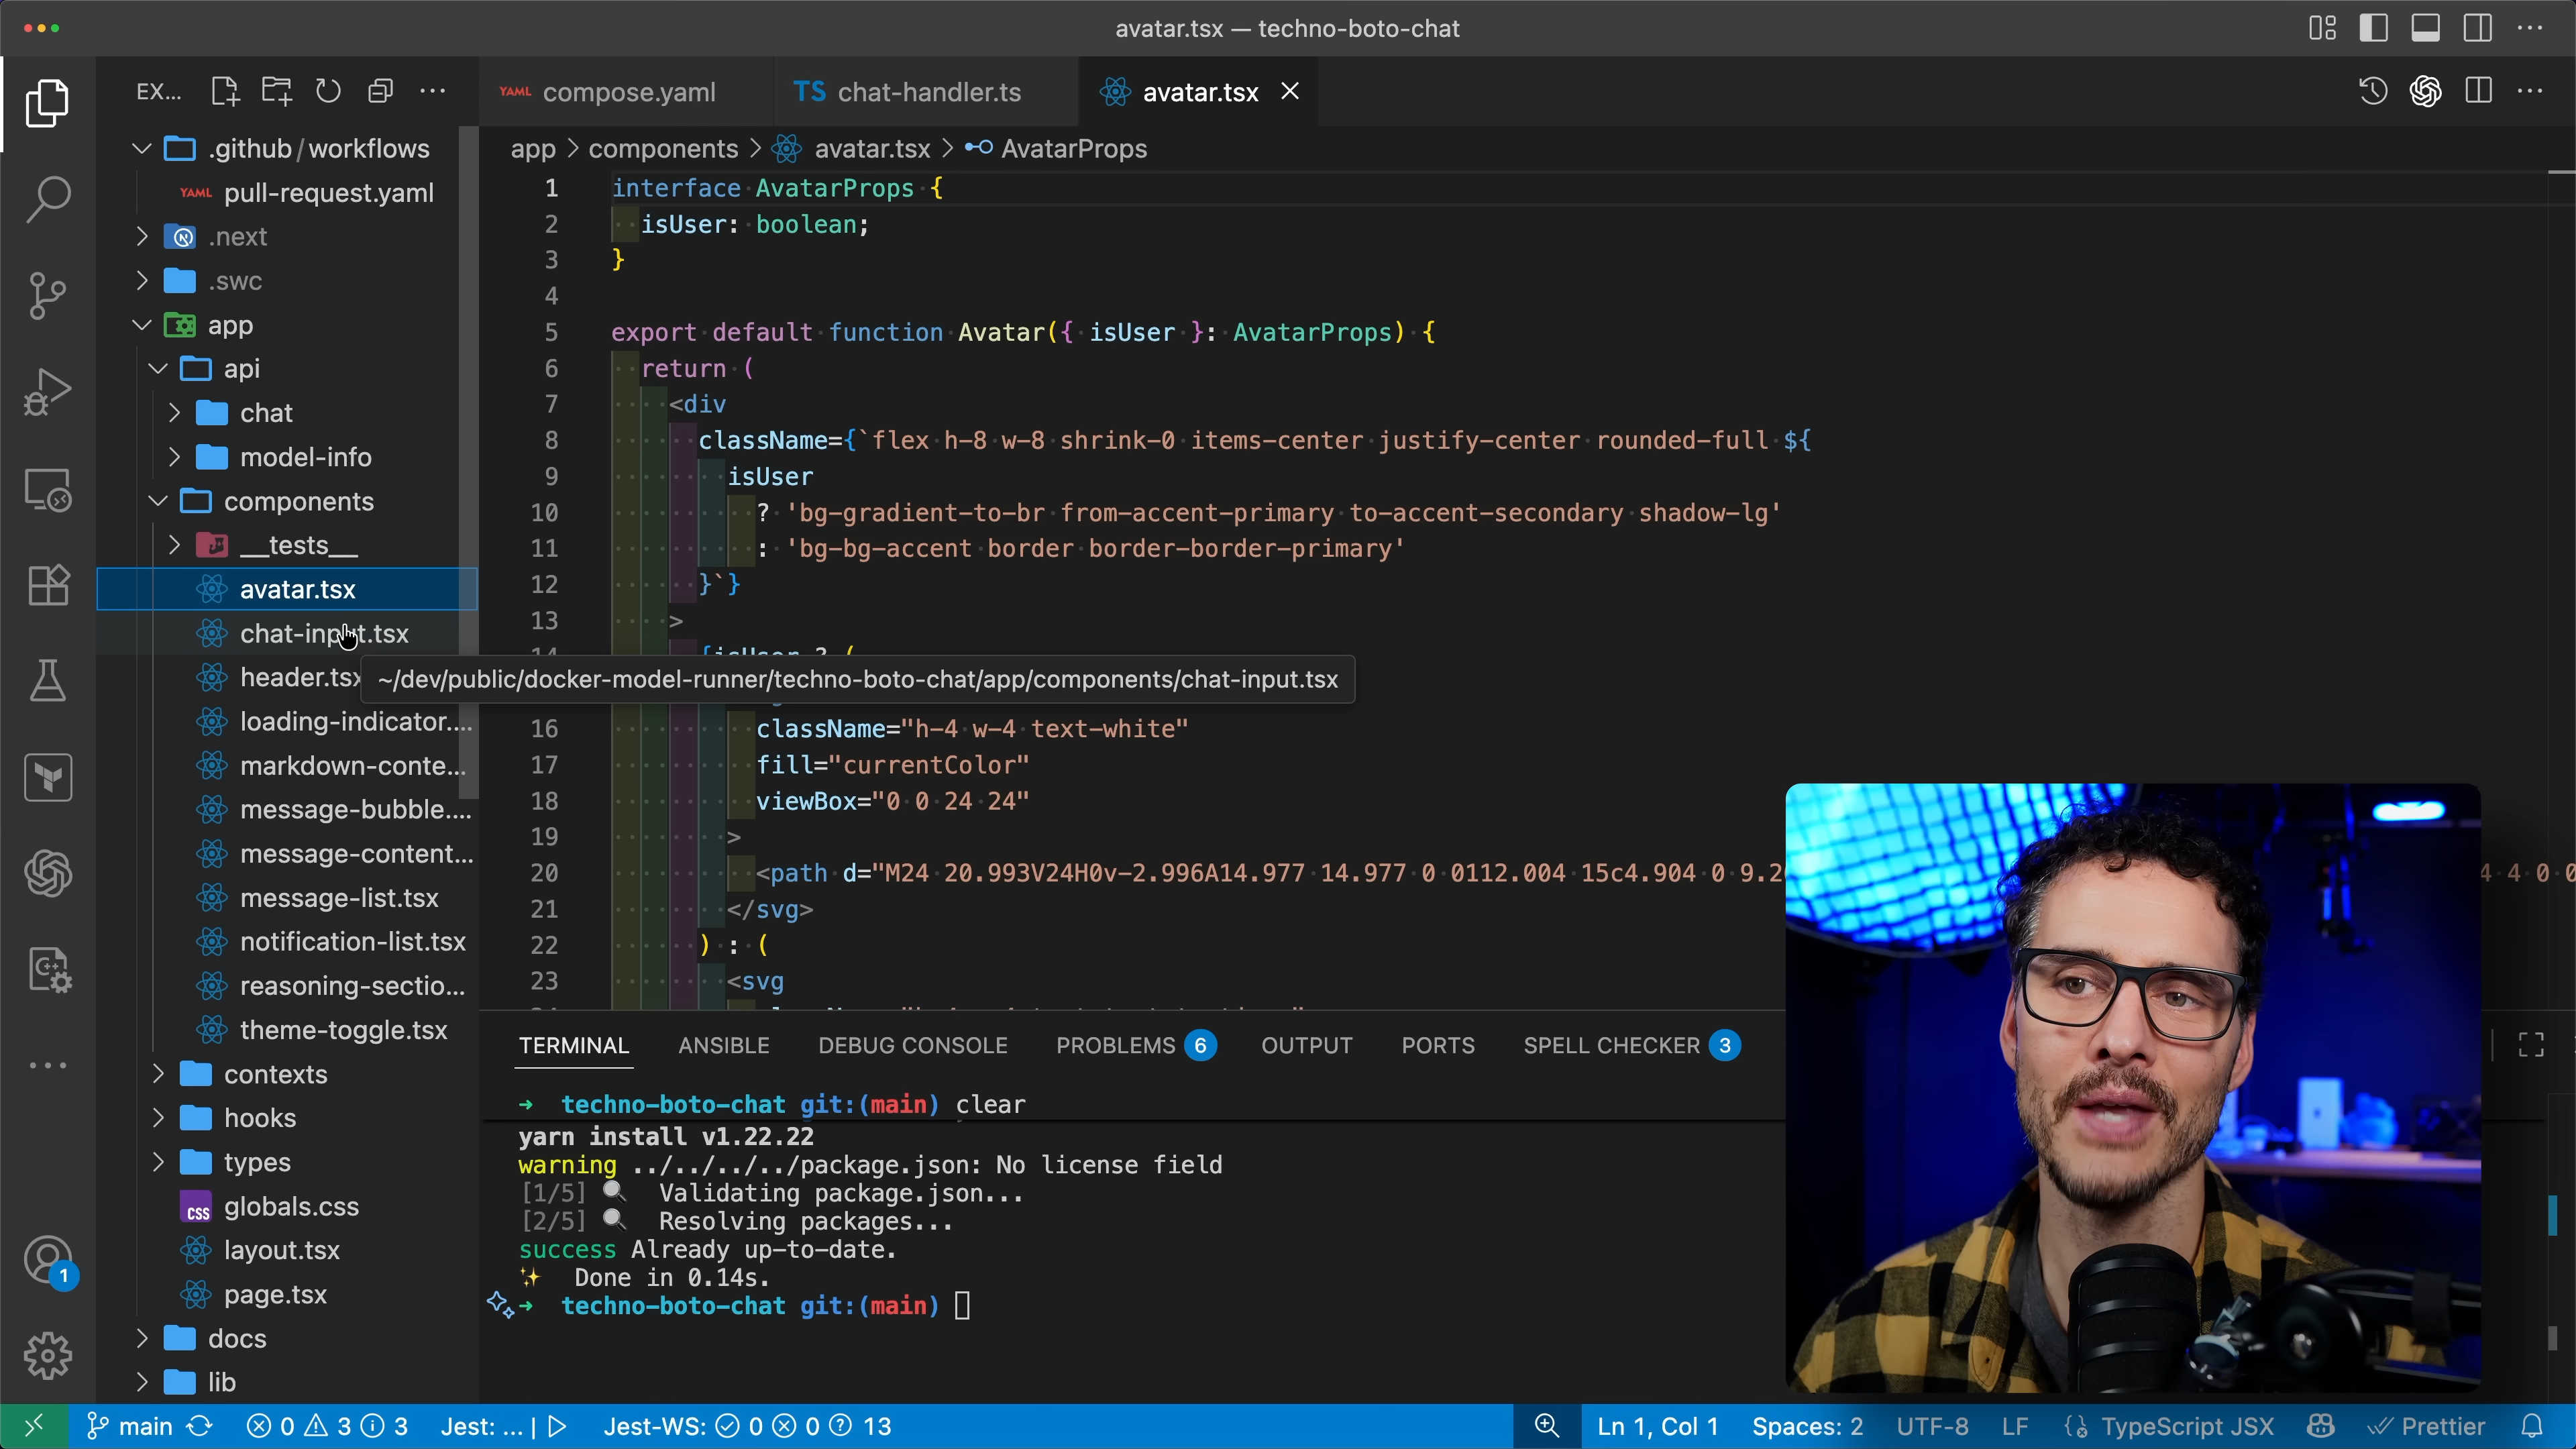 avatar.tsx — techno-boto-chat
EX...
YAML compose.yaml
TS chat-handler.ts
avatar.tsx
app > components > avatar.tsx > AvatarProps
.github/workflows
YAML pull-request.yaml
.next
.swc
app
api
chat
model-info
components
__tests__
avatar.tsx
chat-input.tsx
header.tsx
loading-indicator....
markdown-conte...
message-bubble....
message-content...
message-list.tsx
notification-list.tsx
reasoning-sectio...
theme-toggle.tsx
contexts
hooks
types
CSS globals.css
layout.tsx
page.tsx
docs
lib
1 interface AvatarProps {
2 isUser: boolean;
3 }
4
5 export default function Avatar({ isUser }: AvatarProps) {
6 return (
7 <div
8 className={`flex h-8 w-8 shrink-0 items-center justify-center rounded-full ${
9 isUser
10 ? 'bg-gradient-to-br from-accent-primary to-accent-secondary shadow-lg'
11 : 'bg-bg-accent border border-border-primary'
12 }`}
13 >
14 {isUser ? (
~/dev/public/docker-model-runner/techno-boto-chat/app/components/chat-input.tsx
16 className="h-4 w-4 text-white"
17 fill="currentColor"
18 viewBox="0 0 24 24"
19 >
20 <path d="M24 20.993V24H0v-2.996A14.977 14.977 0 0112.004 15c4.904 0 9.2
4 4 0 0
21 </svg>
22 ) : (
23 <svg
TERMINAL ANSIBLE DEBUG CONSOLE PROBLEMS 6 OUTPUT PORTS SPELL CHECKER 3
→ techno-boto-chat git:(main) clear
yarn install v1.22.22
warning ../../../../package.json: No license field
[1/5] 🔍 Validating package.json...
[2/5] 🔍 Resolving packages...
success Already up-to-date.
✨ Done in 0.14s.
→ techno-boto-chat git:(main)
1
main 0 3 3 Jest: ... | Jest-WS: 0 0 13
Ln 1, Col 1 Spaces: 2 UTF-8 LF TypeScript JSX Prettier